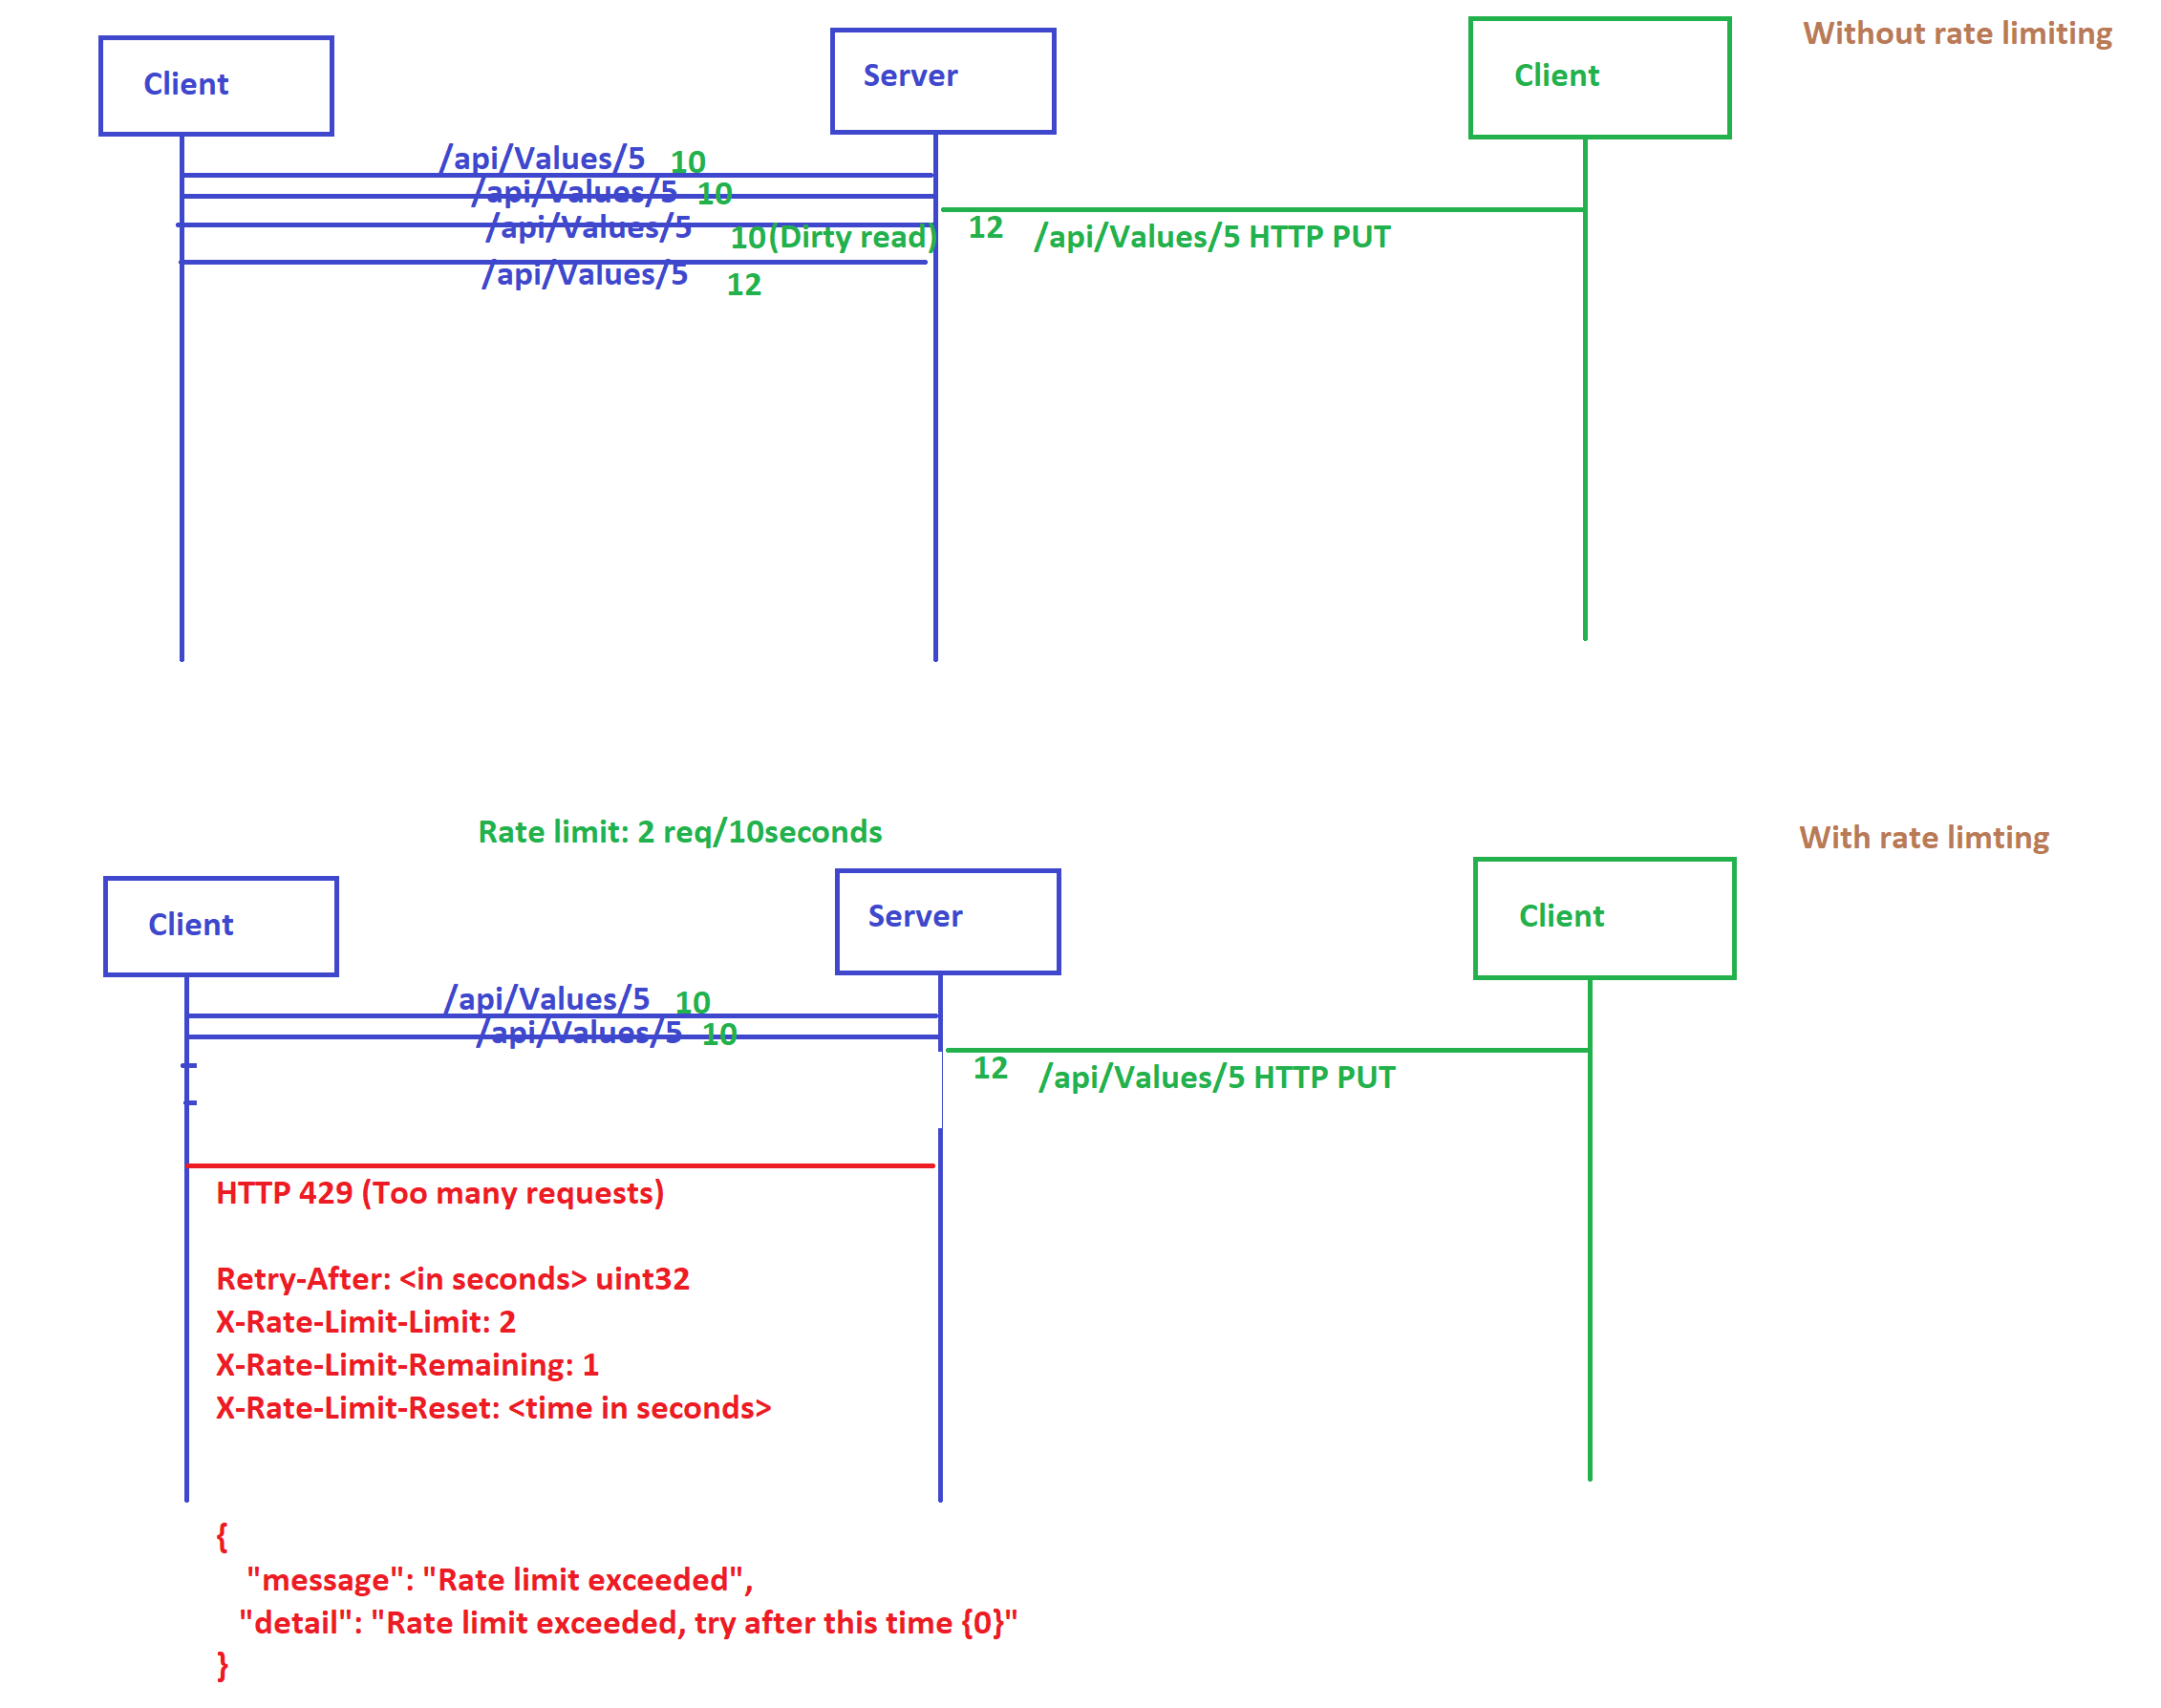 Without rate limiting
Client
Server
Client
/api/Values/5 10
/api/Values/5 10
/api/Values/5
10(Dirty read)
12
/api/Values/5 HTTP PUT
/api/Values/5
12
Rate limit: 2 req/10seconds
With rate limting
Client
Server
Client
/api/Values/5 10
/api/Values/5 10
12
/api/Values/5 HTTP PUT
HTTP 429 (Too many requests)
Retry-After: <in seconds> uint32
X-Rate-Limit-Limit: 2
X-Rate-Limit-Remaining: 1
X-Rate-Limit-Reset: <time in seconds>
{
"message": "Rate limit exceeded",
"detail": "Rate limit exceeded, try after this time {0}"
}